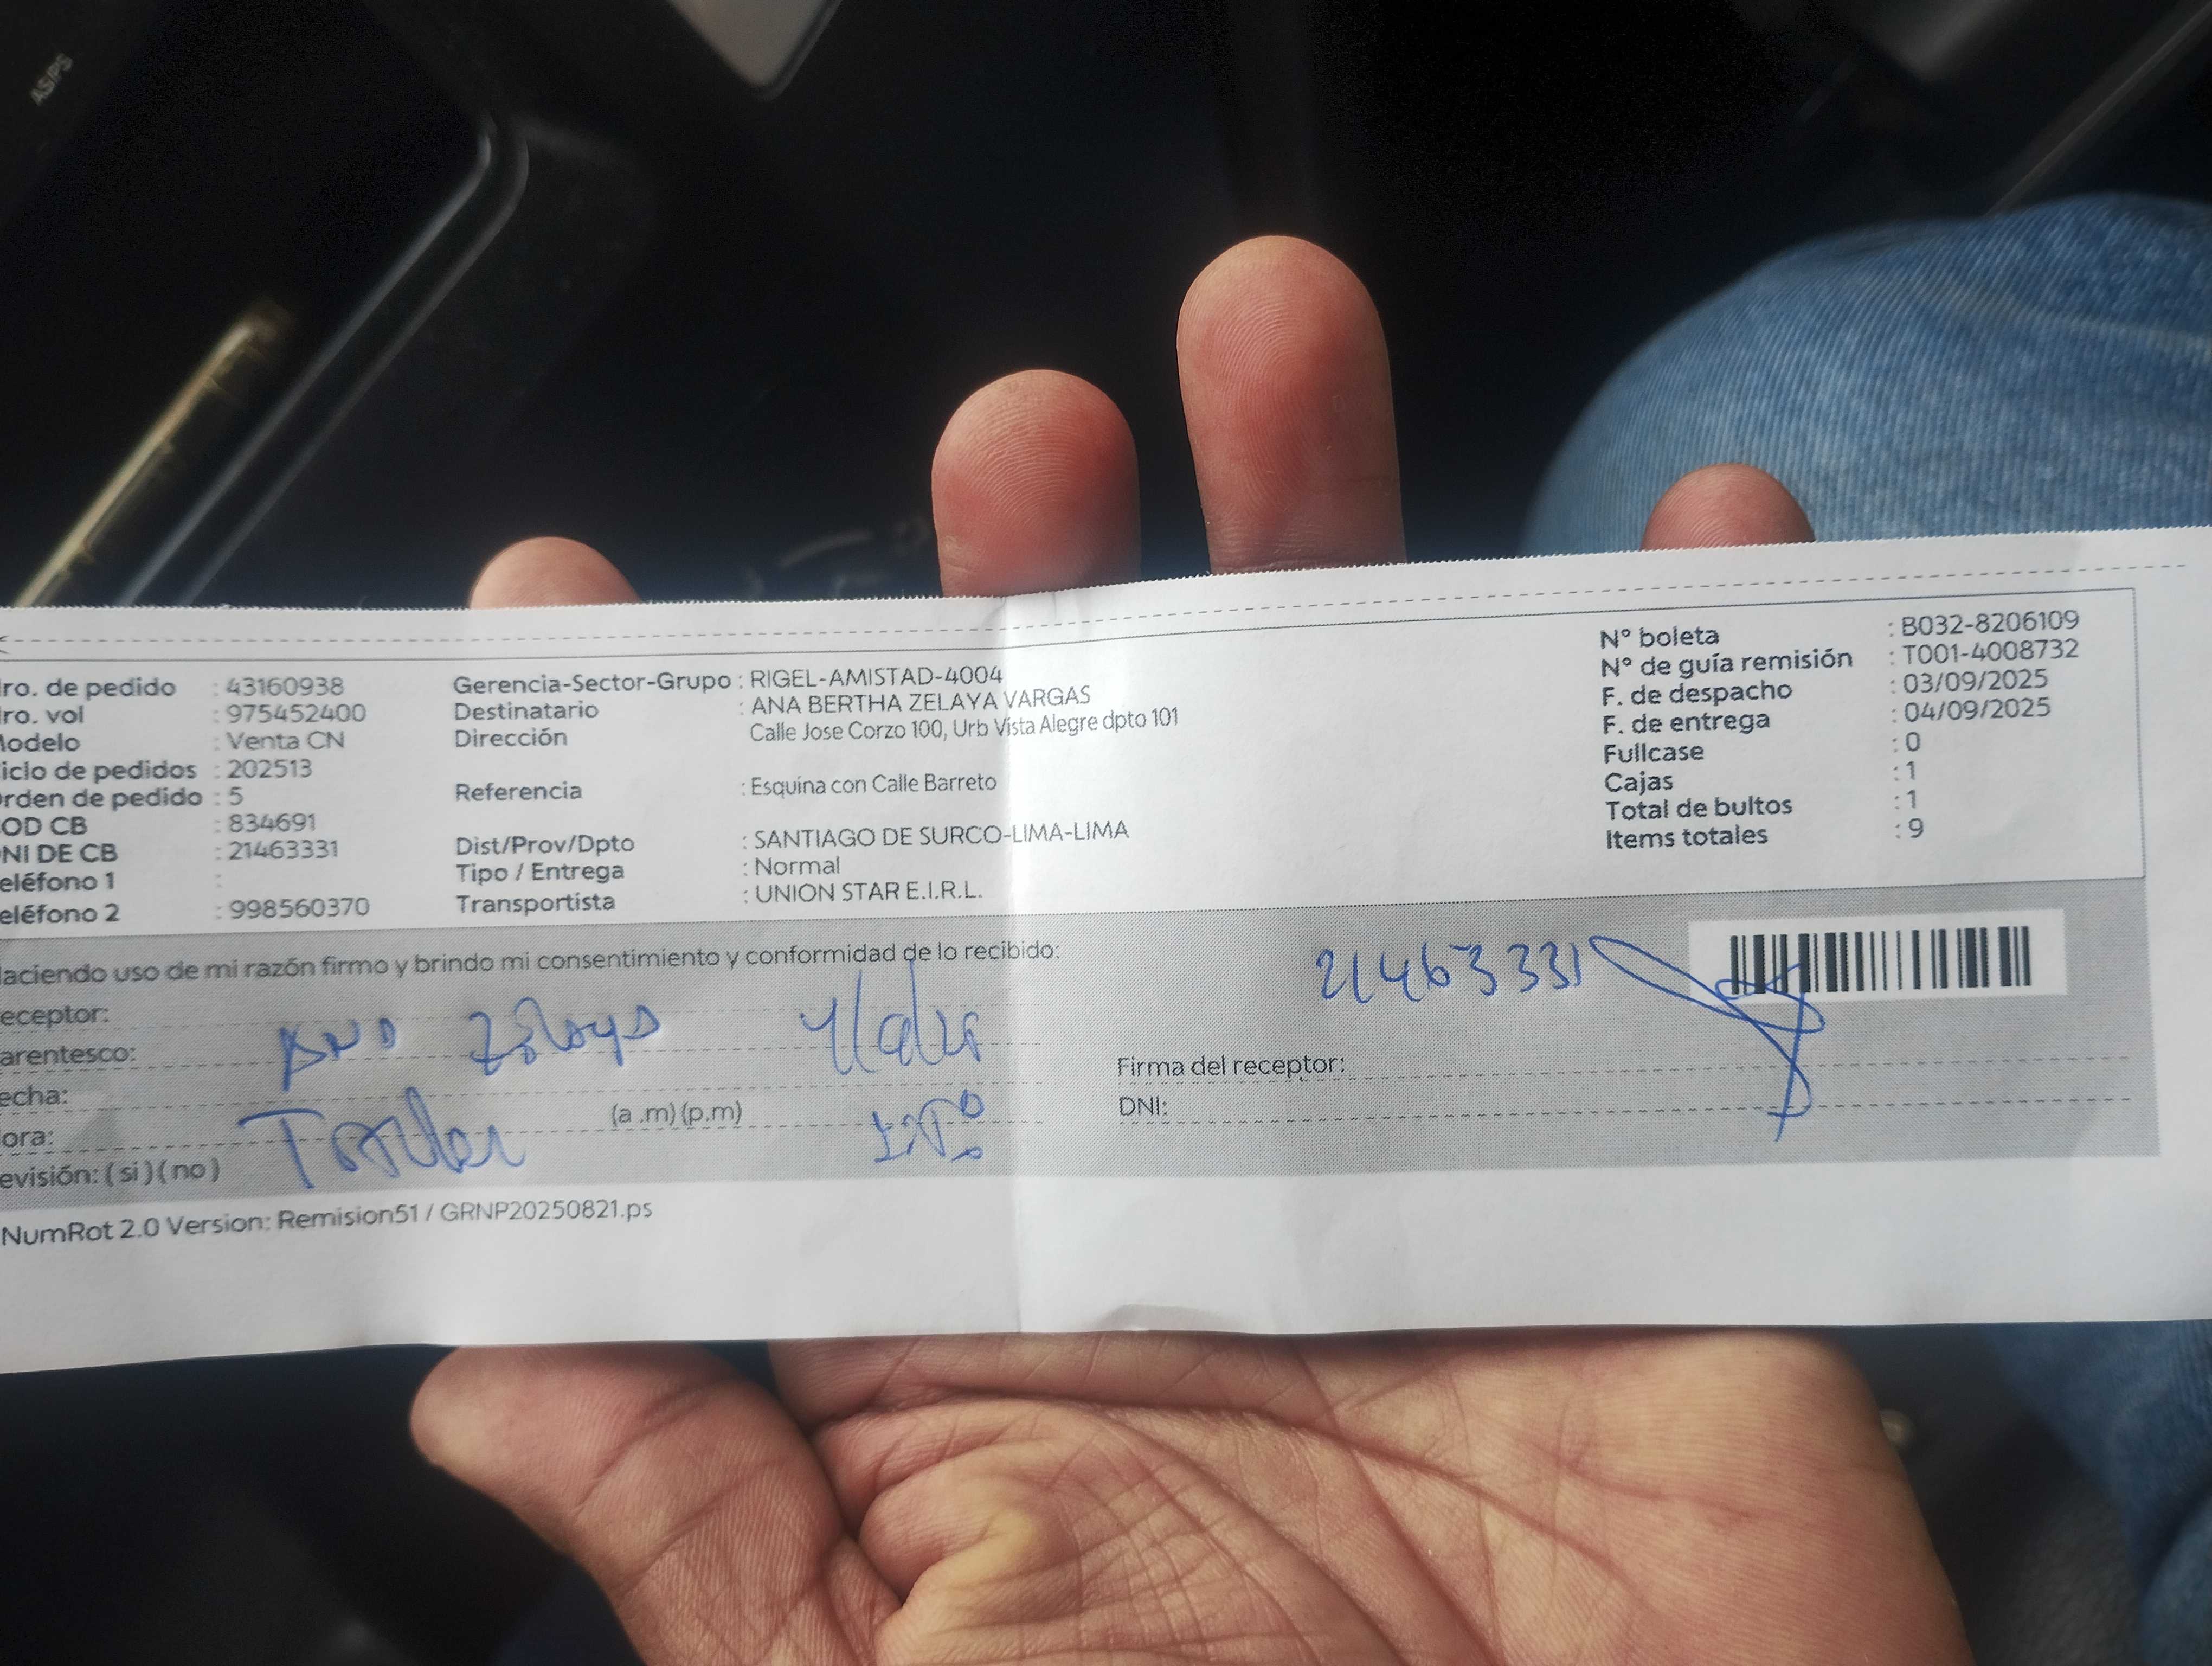 ASIPS
ro. de pedido : 43160938
ro. vol : 975452400
Modelo : Venta CN
iclo de pedidos : 202513
rden de pedido : 5
OD CB : 834691
NI DE CB : 21463331
eléfono 1 :
eléfono 2 : 998560370
Gerencia-Sector-Grupo : RIGEL-AMISTAD-4004
Destinatario : ANA BERTHA ZELAYA VARGAS
Dirección Calle Jose Corzo 100, Urb Vista Alegre dpto 101
Referencia : Esquina con Calle Barreto
Dist/Prov/Dpto : SANTIAGO DE SURCO-LIMA-LIMA
Tipo / Entrega : Normal
Transportista : UNION STAR E.I.R.L.
N° boleta : B032-8206109
N° de guía remisión : T001-4008732
F. de despacho : 03/09/2025
F. de entrega : 04/09/2025
Fullcase : 0
Cajas : 1
Total de bultos : 1
Items totales : 9
Haciendo uso de mi razón firmo y brindo mi consentimiento y conformidad de lo recibido:
eceptor:
arentesco: Ana Zelaya
echa:
ora: (a .m) (p.m)
evisión: ( si ) ( no )
21463331
Firma del receptor:
DNI:
NumRot 2.0 Version: Remision51 / GRNP20250821.ps